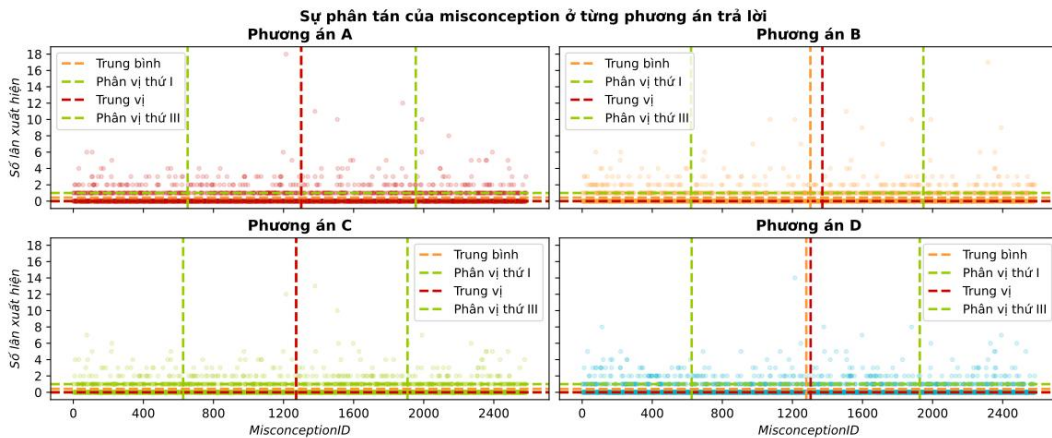 Sự phân tán của misconception ở từng phương án trả lời
Phương án A
Số lần xuất hiện
18
16
14
12
10
8
6
4
2
0
Trung bình
Phân vị thứ I
Trung vị
Phân vị thứ III
Phương án B
Trung bình
Phân vị thứ I
Trung vị
Phân vị thứ III
Phương án C
Số lần xuất hiện
18
16
14
12
10
8
6
4
2
0
Trung bình
Phân vị thứ I
Trung vị
Phân vị thứ III
0 400 800 1200 1600 2000 2400
MisconceptionID
Phương án D
Trung bình
Phân vị thứ I
Trung vị
Phân vị thứ III
0 400 800 1200 1600 2000 2400
MisconceptionID